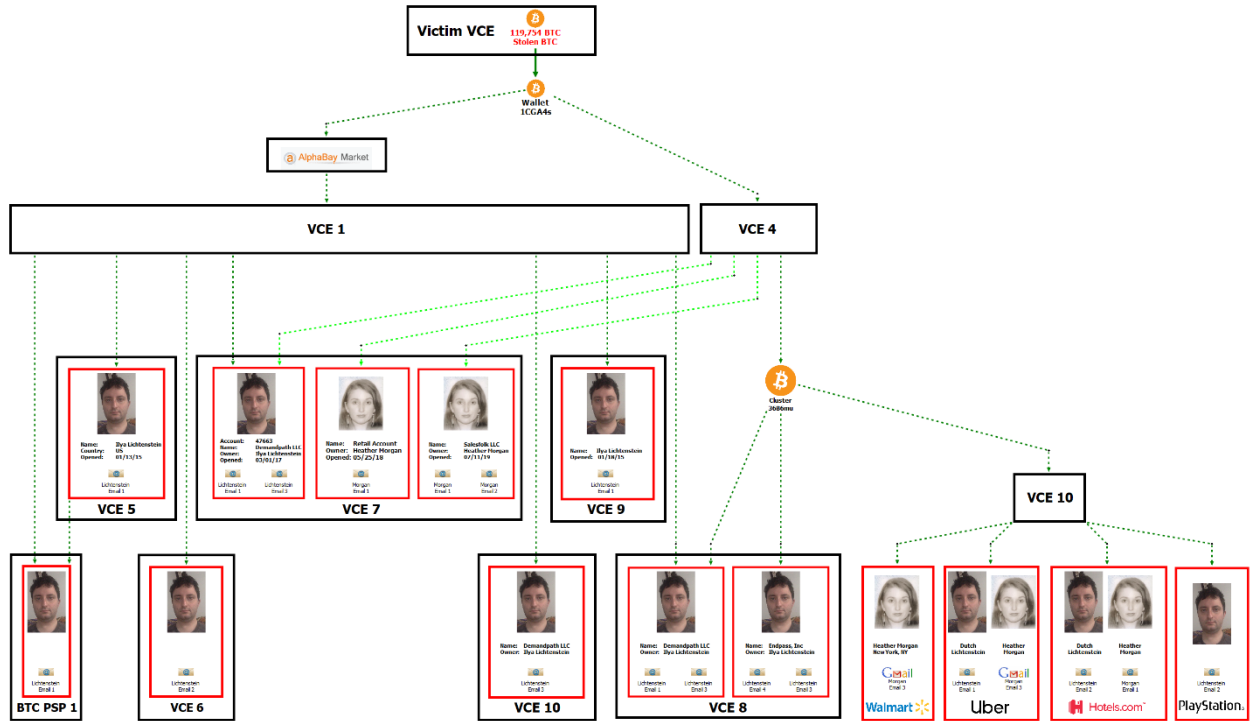 Victim VCE
119,754 BTC
Stolen BTC
Wallet
1CGA4s
AlphaBay Market
VCE 1
VCE 4
Cluster
3686mu
Name: Ilya Lichtenstein
Country: US
Opened: 01/13/15
Lichtenstein
Email 1
VCE 5
Account: 47663
Name: Demandpath LLC
Owner: Ilya Lichtenstein
Opened: 03/01/17
Lichtenstein
Email 1
Lichtenstein
Email 3
Name: Retail Account
Owner: Heather Morgan
Opened: 05/25/18
Morgan
Email 1
Name: Salesfolk LLC
Owner: Heather Morgan
Opened: 07/11/19
Morgan
Email 1
Morgan
Email 2
VCE 7
Name: Ilya Lichtenstein
Opened: 01/18/15
Lichtenstein
Email 1
VCE 9
VCE 10
Lichtenstein
Email 1
BTC PSP 1
Lichtenstein
Email 2
VCE 6
Name: Demandpath LLC
Owner: Ilya Lichtenstein
Lichtenstein
Email 3
VCE 10
Name: Demandpath LLC
Owner: Ilya Lichtenstein
Lichtenstein
Email 1
Lichtenstein
Email 3
Name: Endpass, Inc
Owner: Ilya Lichtenstein
Lichtenstein
Email 4
Lichtenstein
Email 3
VCE 8
Heather Morgan
New York, NY
Gmail
Morgan
Email 3
Walmart
Dutch
Lichtenstein
Heather
Morgan
Lichtenstein
Email 1
Gmail
Morgan
Email 3
Uber
Dutch
Lichtenstein
Heather
Morgan
Lichtenstein
Email 2
Morgan
Email 1
Hotels.com
Lichtenstein
Email 2
PlayStation